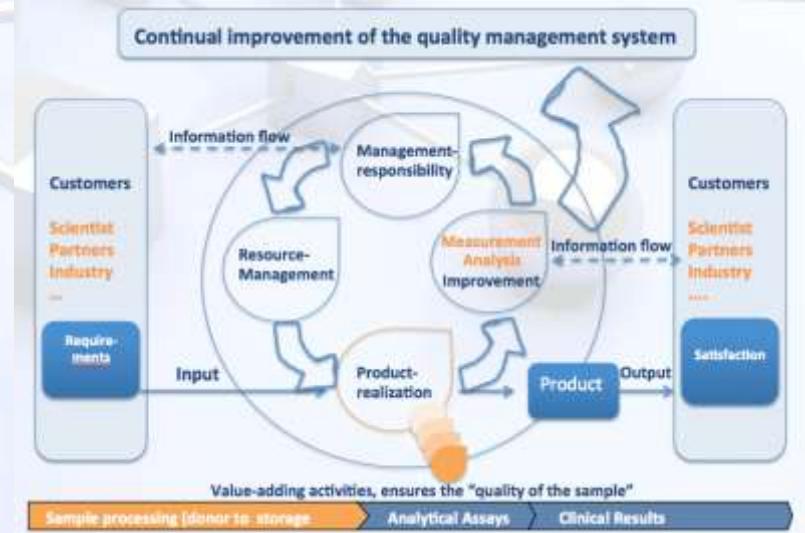 Continual improvement of the quality management system
Information flow
Management-
responsibility
Customers
Scientist
Partners
Industry
...
Resource-
Management
Measurement
Analysis
Improvement
Information flow
Customers
Scientist
Partners
Industry
....
Require-
menta
Input
Product-
realization
Product
Output
Satisfaction
Value-adding activities, ensures the “quality of the sample”
Sample processing (donor to storage
Analytical Assays
Clinical Results